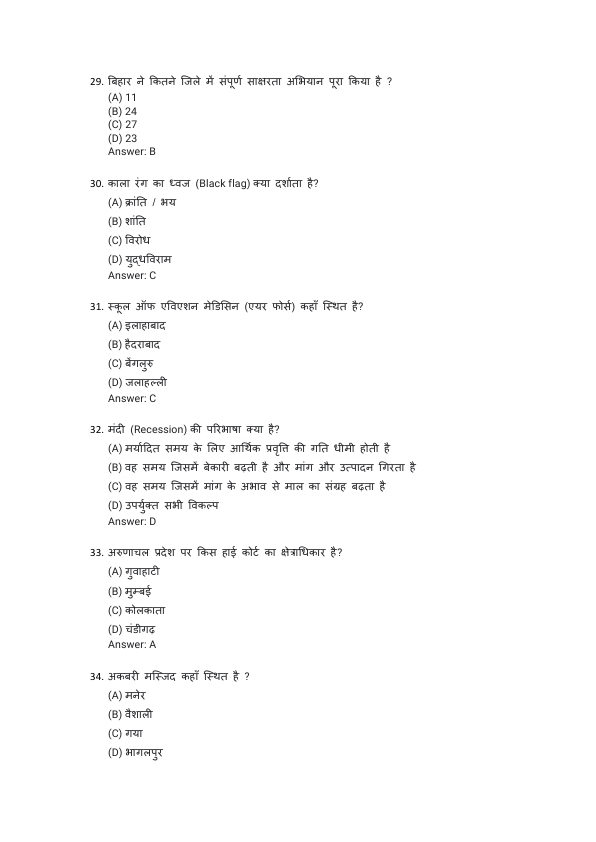 29. बिहार ने कितने जिले में संपूर्ण साक्षरता अभियान पूरा किया है ?
(A) 11
(B) 24
(C) 27
(D) 23
Answer: B
30. काला रंग का ध्वज (Black flag) क्या दर्शाता है?
(A) क्रांति / भय
(B) शांति
(C) विरोध
(D) युद्धविराम
Answer: C
31. स्कूल ऑफ एविएशन मेडिसिन (एयर फोर्स) कहाँ स्थित है?
(A) इलाहाबाद
(B) हैदराबाद
(C) बेंगलुरु
(D) जलाहल्ली
Answer: C
32. मंदी (Recession) की परिभाषा क्या है?
(A) मर्यादित समय के लिए आर्थिक प्रवृत्ति की गति धीमी होती है
(B) वह समय जिसमें बेकारी बढ़ती है और मांग और उत्पादन गिरता है
(C) वह समय जिसमें मांग के अभाव से माल का संग्रह बढ़ता है
(D) उपर्युक्त सभी विकल्प
Answer: D
33. अरुणाचल प्रदेश पर किस हाई कोर्ट का क्षेत्राधिकार है?
(A) गुवाहाटी
(B) मुम्बई
(C) कोलकाता
(D) चंडीगढ़
Answer: A
34. अकबरी मस्जिद कहाँ स्थित है ?
(A) मनेर
(B) वैशाली
(C) गया
(D) भागलपुर